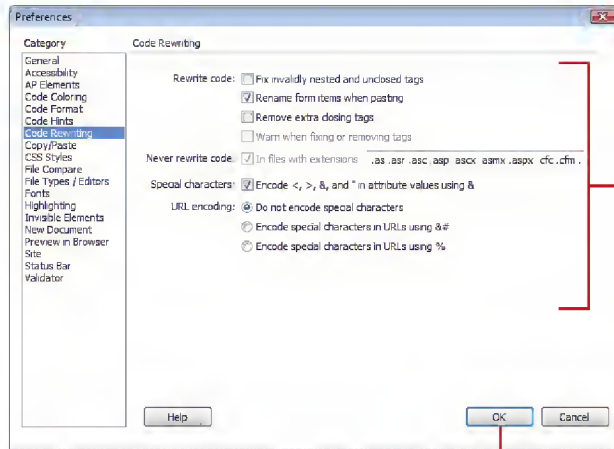 Preferences
Category
Code Rewriting
General
Accessibility
AP Elements
Code Coloring
Code Format
Code Hints
Code Rewriting
Copy/Paste
CSS Styles
File Compare
File Types / Editors
Fonts
Highlighting
Invisible Elements
New Document
Preview in Browser
Site
Status Bar
Validator
Rewrite code: Fix invalidly nested and unclosed tags
Rename form items when pasting
Remove extra closing tags
Warn when fixing or removing tags
Never rewrite code: In files with extensions .as .asr .asc .asp .ascx .asmx .aspx .cfc .cfm .
Special characters: Encode <, >, &, and " in attribute values using &
URL encoding: Do not encode special characters
Encode special characters in URLs using &#
Encode special characters in URLs using %
Help
OK
Cancel